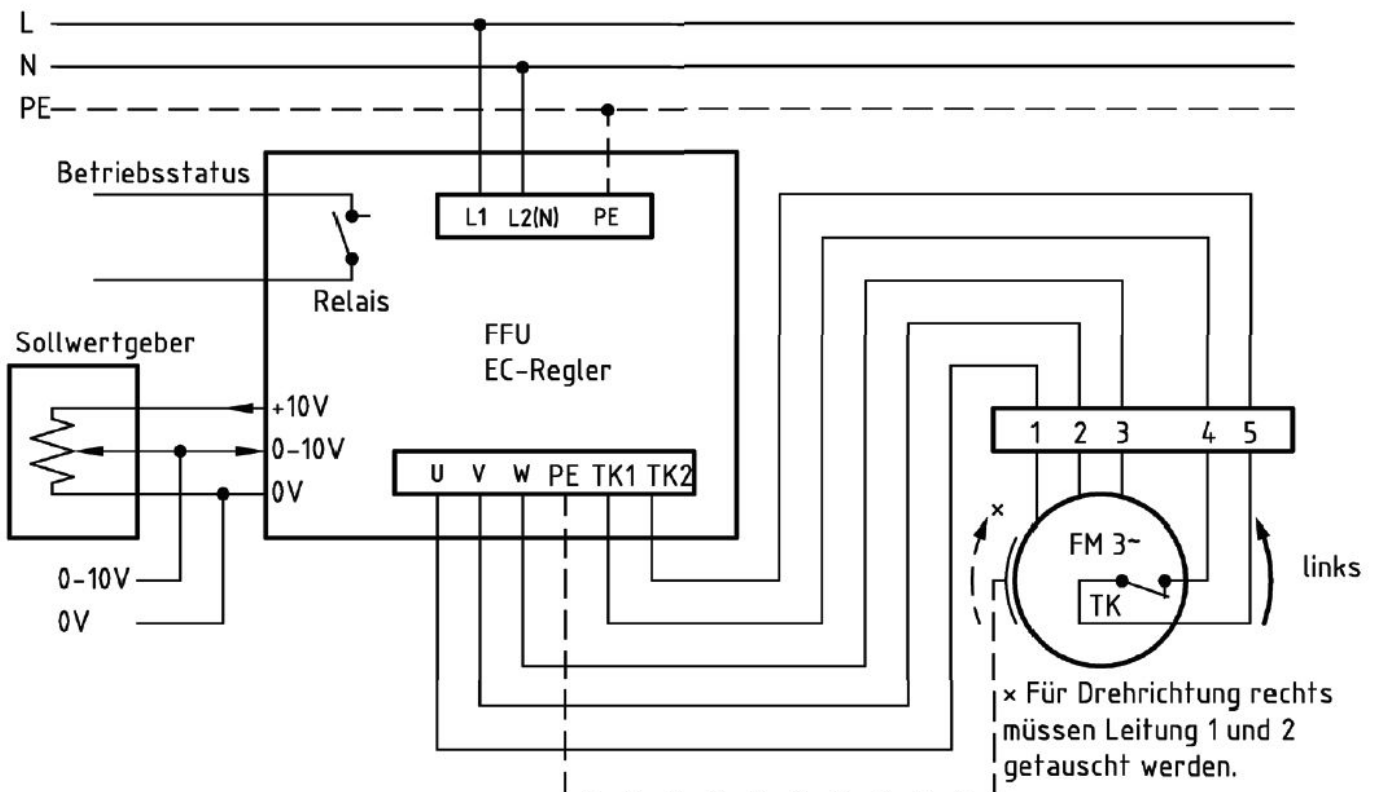 L
N
PE
Betriebsstatus
L1 L2(N) PE
Relais
Sollwertgeber
FFU
EC-Regler
+10V
0-10V
0V
U V W PE TK1 TK2
1 2 3 4 5
×
FM 3~
TK
links
0-10V
0V
× Für Drehrichtung rechts
müssen Leitung 1 und 2
getauscht werden.